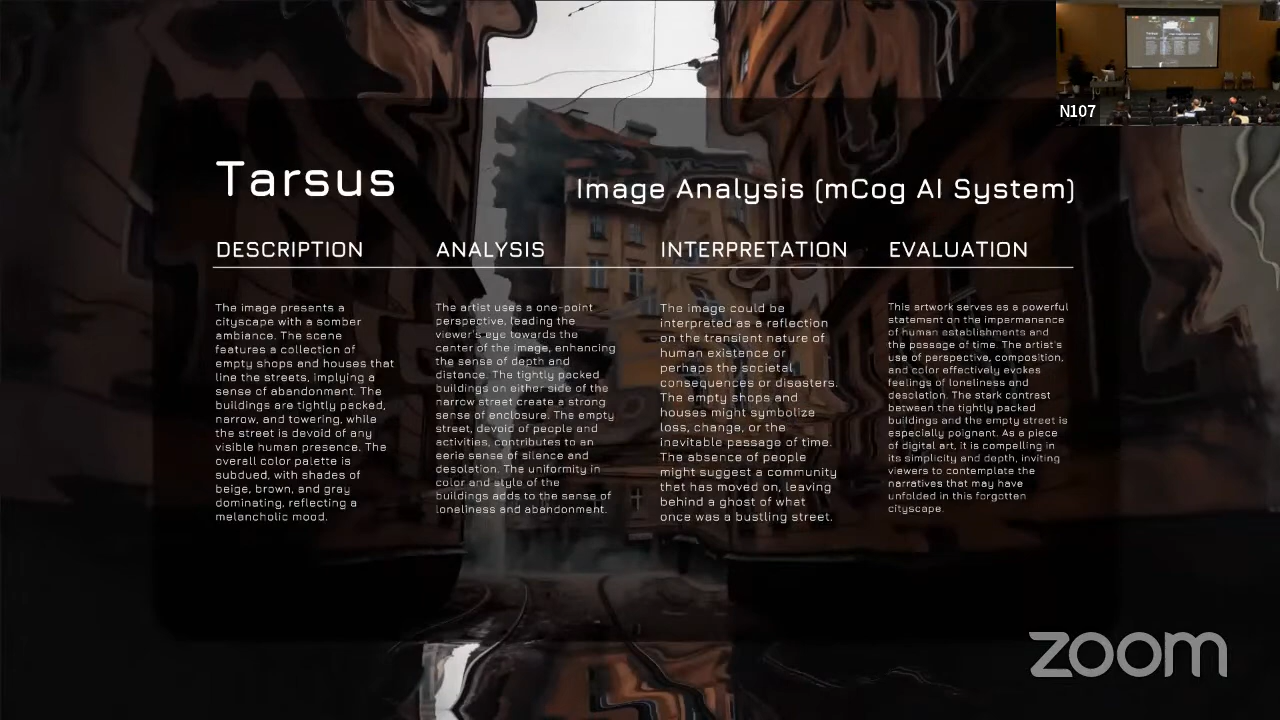 N107
Tarsus
Image Analysis (mCog AI System)
DESCRIPTION
The image presents a
cityscape with a somber
ambiance. The scene
features a collection of
empty shops and houses that
line the streets, implying a
sense of abandonment. The
buildings are tightly packed,
narrow, and towering, while
the street is devoid of any
visible human presence. The
overall color palette is
subdued, with shades of
beige, brown, and gray
dominating, reflecting a
melancholic mood.
ANALYSIS
The artist uses a one-point
perspective, leading the
viewer's eye towards the
center of the image, enhancing
the sense of depth and
distance. The tightly packed
buildings on either side of the
narrow street create a strong
sense of enclosure. The empty
street, devoid of people and
activities, contributes to an
eerie sense of silence and
desolation. The uniformity in
color and style of the
buildings adds to the sense of
loneliness and abandonment.
INTERPRETATION
The image could be
interpreted as a reflection
on the transient nature of
human existence or
perhaps the societal
consequences or disasters.
The empty shops and
houses might symbolize
loss, change, or the
inevitable passage of time.
The absence of people
might suggest a community
that has moved on, leaving
behind a ghost of what
once was a bustling street.
EVALUATION
This artwork serves as a powerful
statement on the impermanence
of human establishments and
the passage of time. The artist's
use of perspective, composition,
and color effectively evokes
feelings of loneliness and
desolation. The stark contrast
between the tightly packed
buildings and the empty street is
especially poignant. As a piece
of digital art, it is compelling in
its simplicity and depth, inviting
viewers to contemplate the
narratives that may have
unfolded in this forgotten
cityscape.
zoom